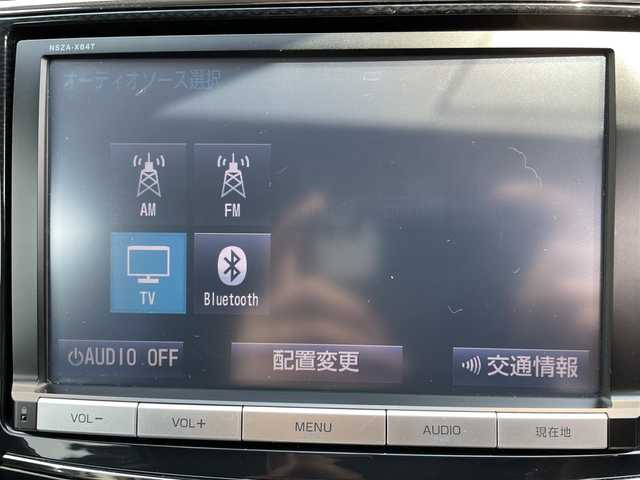 NSZA-X64T
オーディオソース選択
AM
FM
TV
Bluetooth
AUDIO OFF
配置変更
交通情報
VOL−
VOL+
MENU
AUDIO
現在地